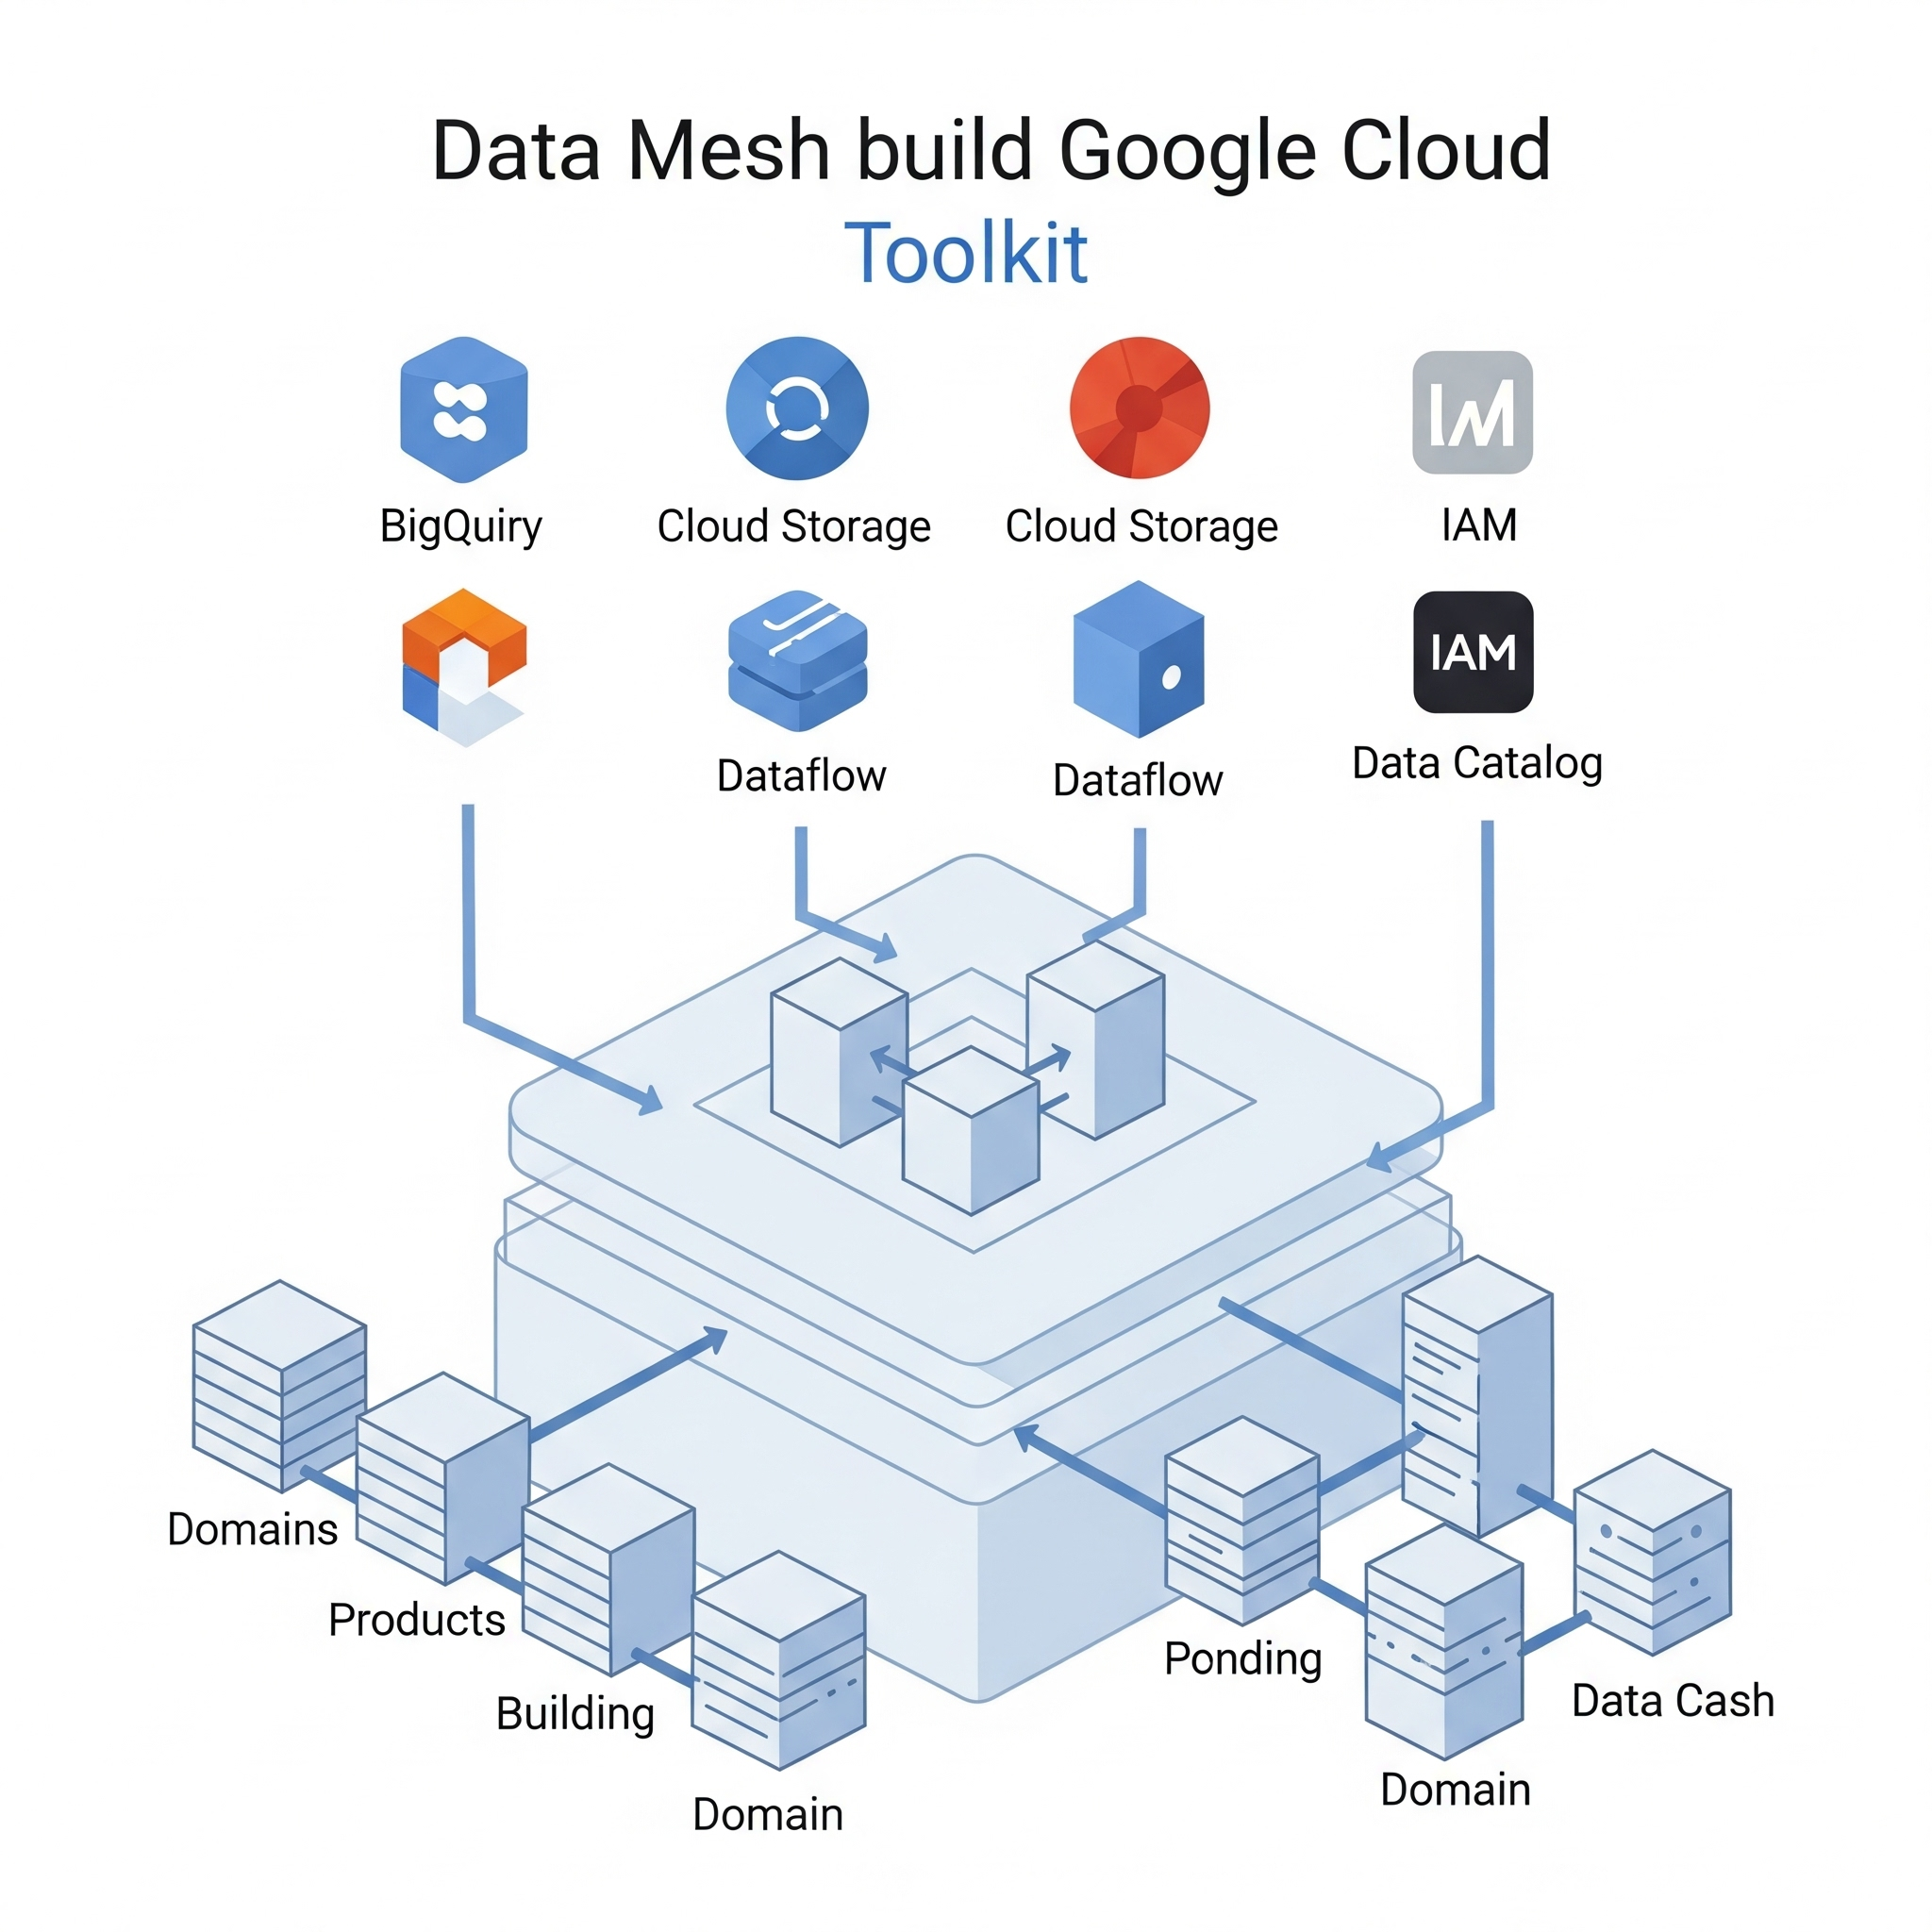 Data Mesh build Google Cloud
Toolkit
BigQuiry
Cloud Storage
Cloud Storage
IAM
IAM
Dataflow
Dataflow
Data Catalog
Domains
Products
Building
Domain
Ponding
Domain
Data Cash